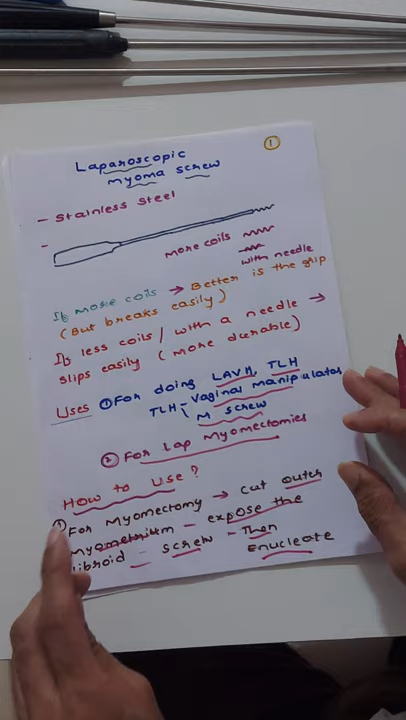 1
Laparoscopic
myoma screw
- Stainless Steel
-
more coils
with needle
If more coils → Better is the grip
(But breaks easily)
If less coils / with a needle →
slips easily (more durable)
Uses ① For doing LAVH, TLH
TLH - Vaginal manipulator
( M screw
② For Lap Myomectomies
How to Use?
① For Myomectomy → cut outer
Myometrium - expose the
fibroid - screw - Then
Enucleate